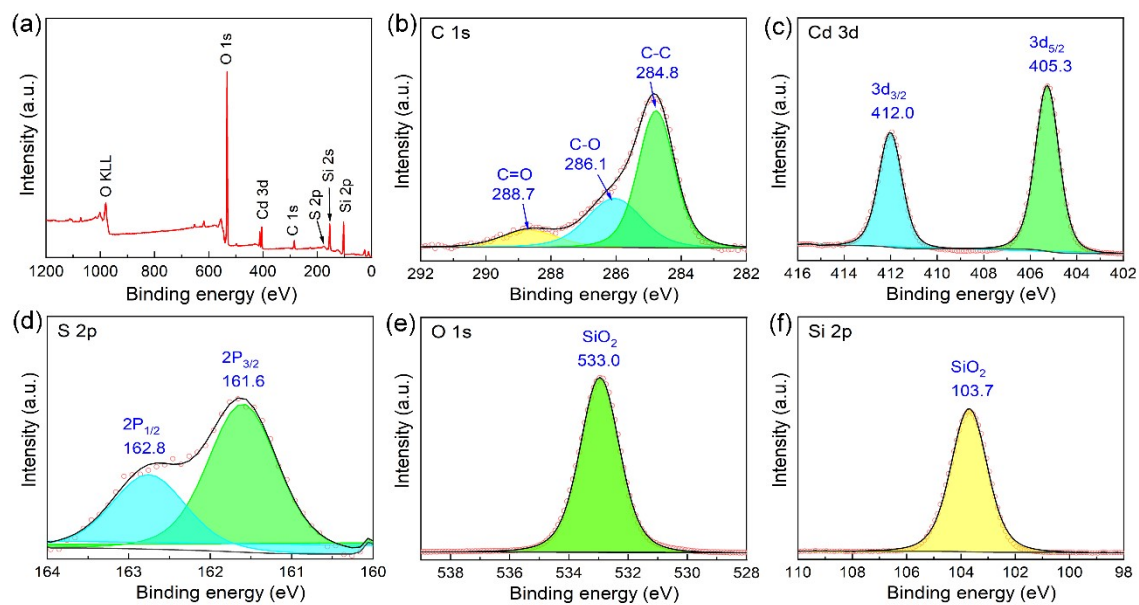 (a)
O 1s
O KLL
Cd 3d
C 1s
S 2p
Si 2s
Si 2p
Intensity (a.u.)
1200 1000 800 600 400 200 0
Binding energy (eV)
(b)
C 1s
C-C
284.8
C-O
286.1
C=O
288.7
Intensity (a.u.)
292 290 288 286 284 282
Binding energy (eV)
(c)
Cd 3d
3d5/2
405.3
3d3/2
412.0
Intensity (a.u.)
416 414 412 410 408 406 404 402
Binding energy (eV)
(d)
S 2p
2P3/2
161.6
2P1/2
162.8
Intensity (a.u.)
164 163 162 161 160
Binding energy (eV)
(e)
O 1s
SiO2
533.0
Intensity (a.u.)
538 536 534 532 530 528
Binding energy (eV)
(f)
Si 2p
SiO2
103.7
Intensity (a.u.)
110 108 106 104 102 100 98
Binding energy (eV)